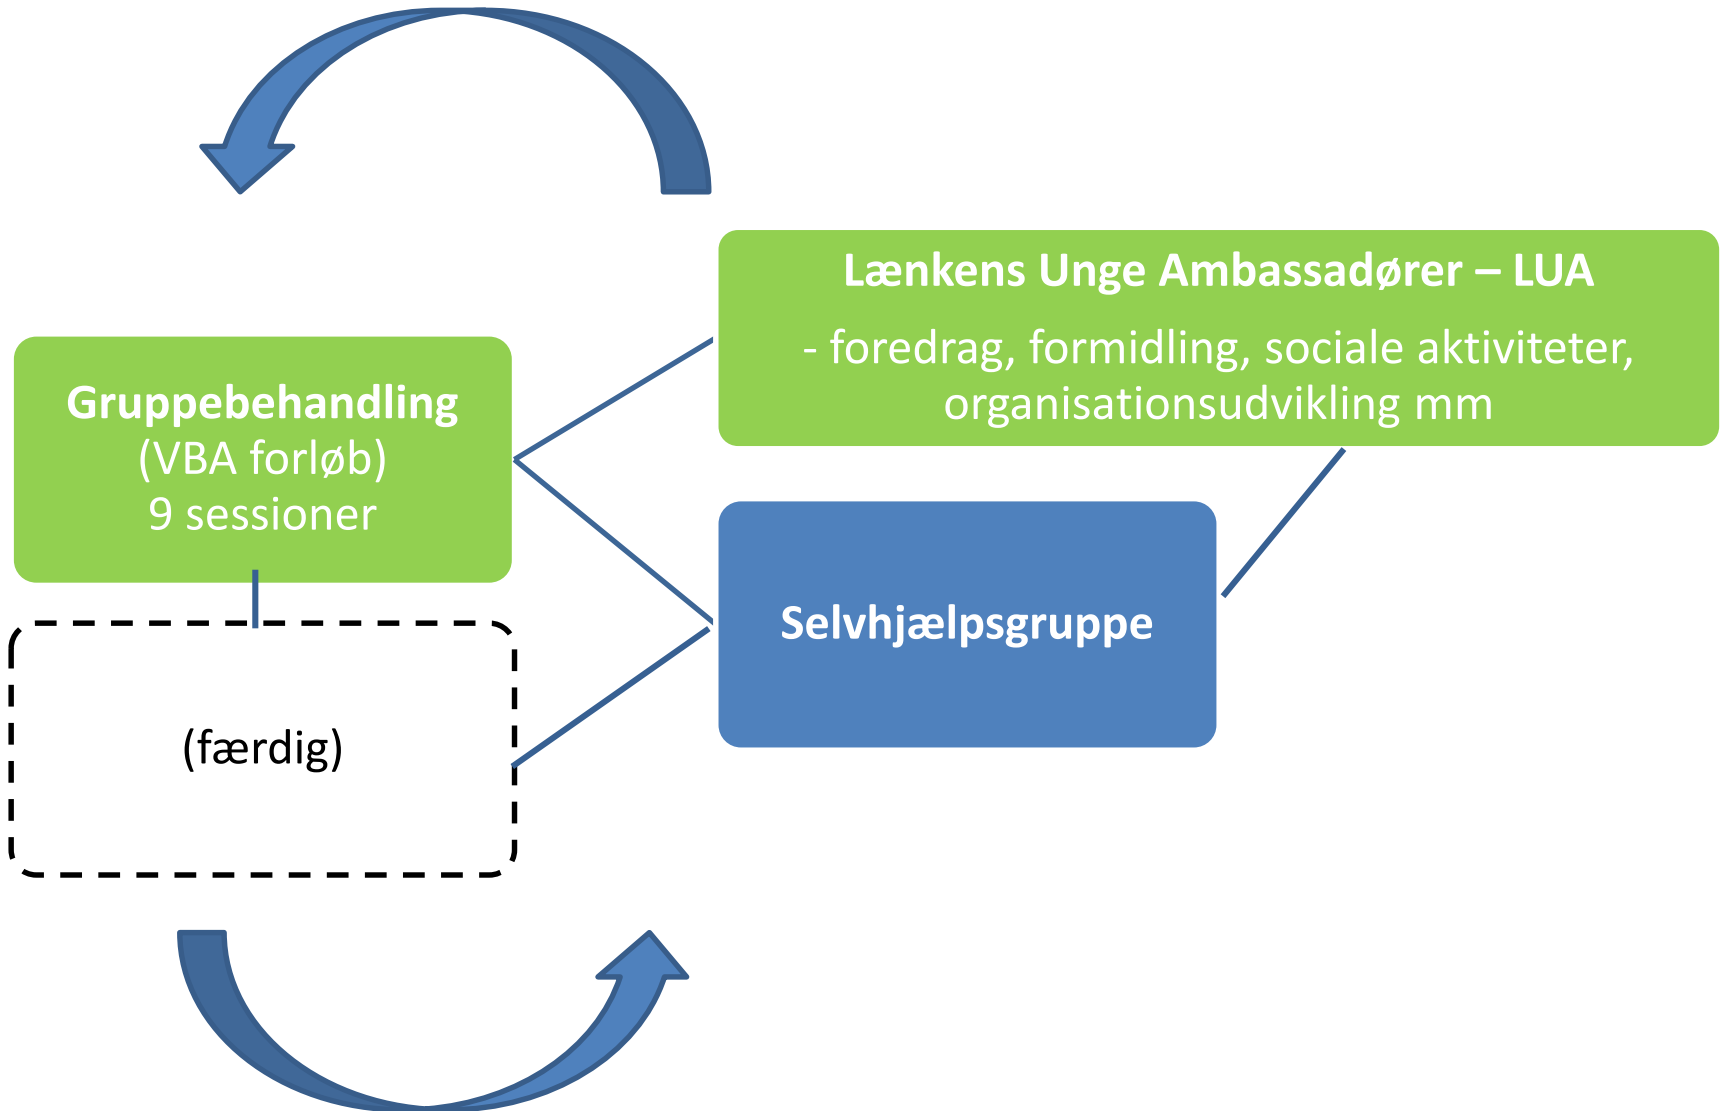 Lænkens Unge Ambassadører – LUA
- foredrag, formidling, sociale aktiviteter,
organisationsudvikling mm
Gruppebehandling
(VBA forløb)
9 sessioner
Selvhjælpsgruppe
(færdig)